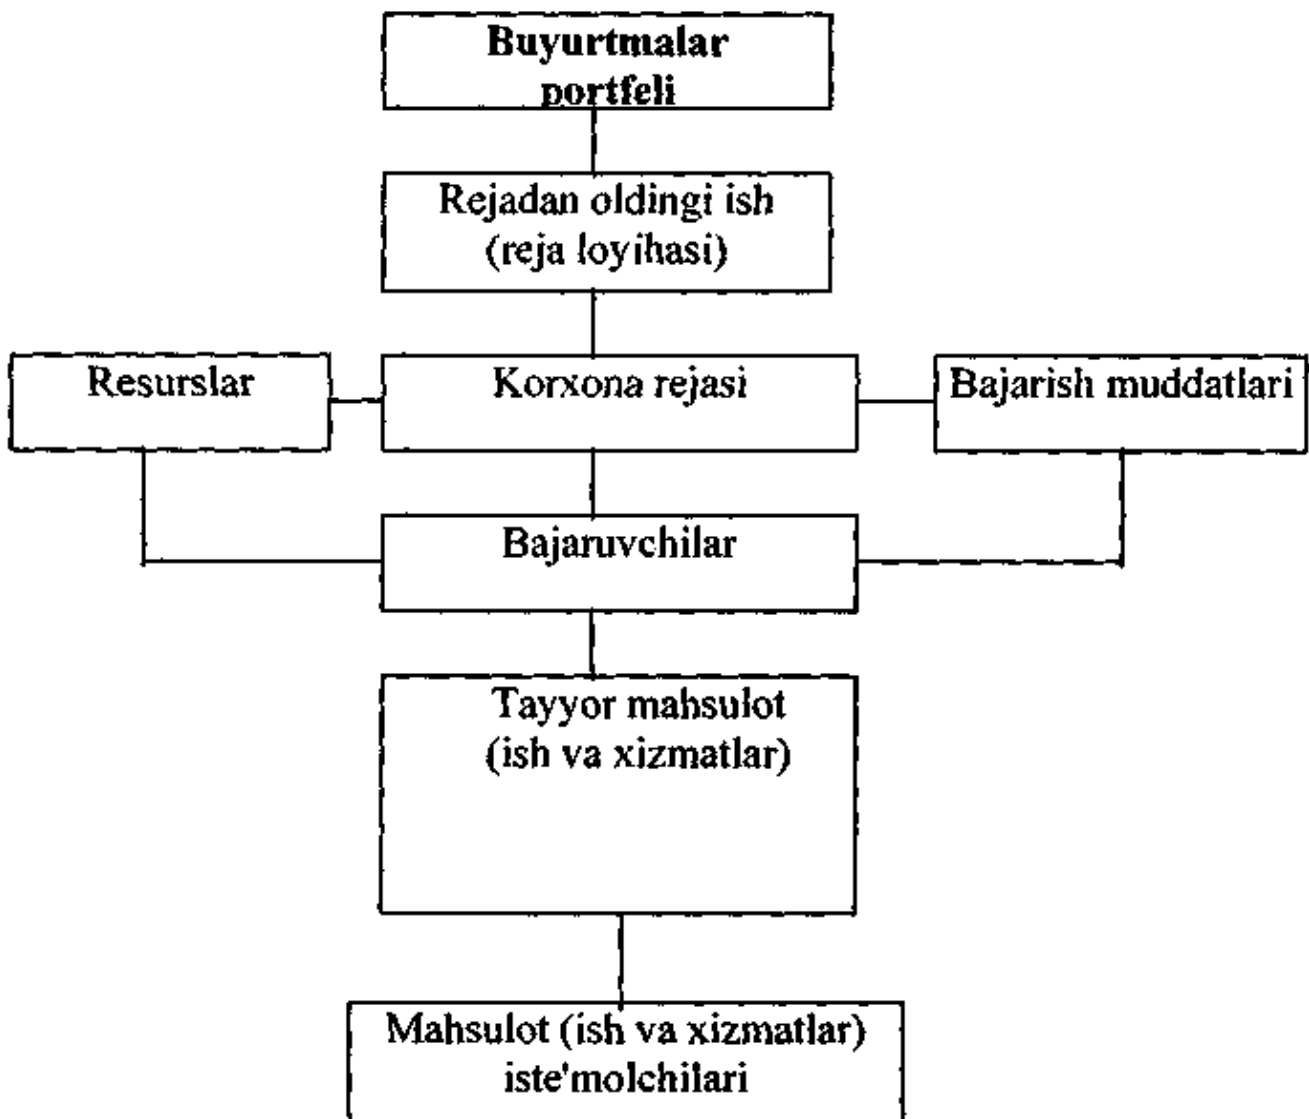 Buyurtmalar
portfeli
Rejadan oldingi ish
(reja loyihasi)
Resurslar
Korxona rejasi
Bajarish muddatlari
Bajaruvchilar
Tayyor mahsulot
(ish va xizmatlar)
Mahsulot (ish va xizmatlar)
iste'molchilari